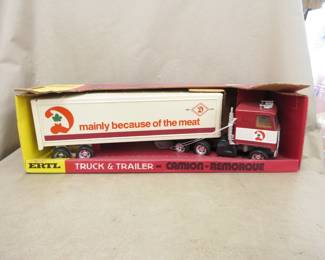 mainly because of the meat
D
D
ERTL
TRUCK & TRAILER - CAMION - REMORQUE